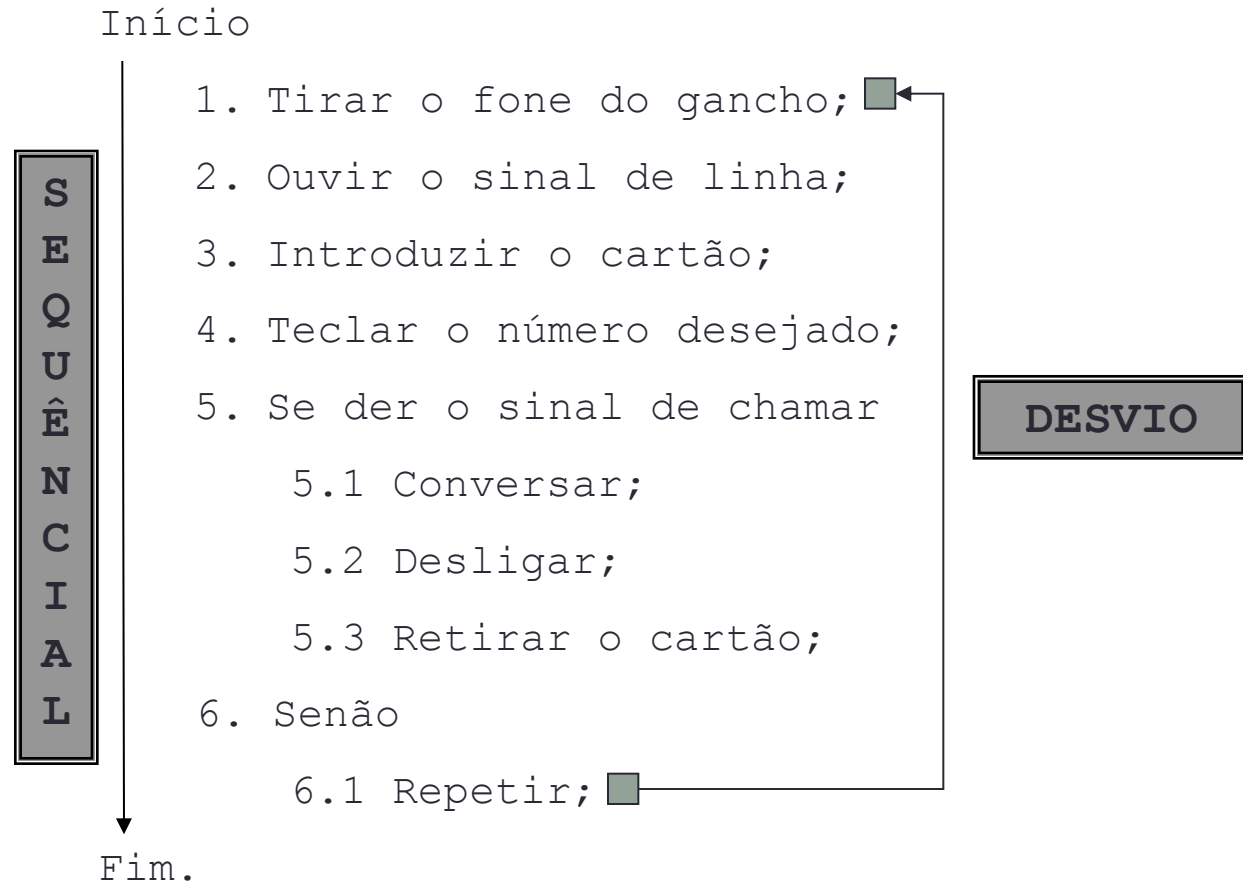 Início
1. Tirar o fone do gancho;
2. Ouvir o sinal de linha;
3. Introduzir o cartão;
4. Teclar o número desejado;
5. Se der o sinal de chamar
5.1 Conversar;
5.2 Desligar;
5.3 Retirar o cartão;
6. Senão
6.1 Repetir;
Fim.
SEQUÊNCIAL
DESVIO